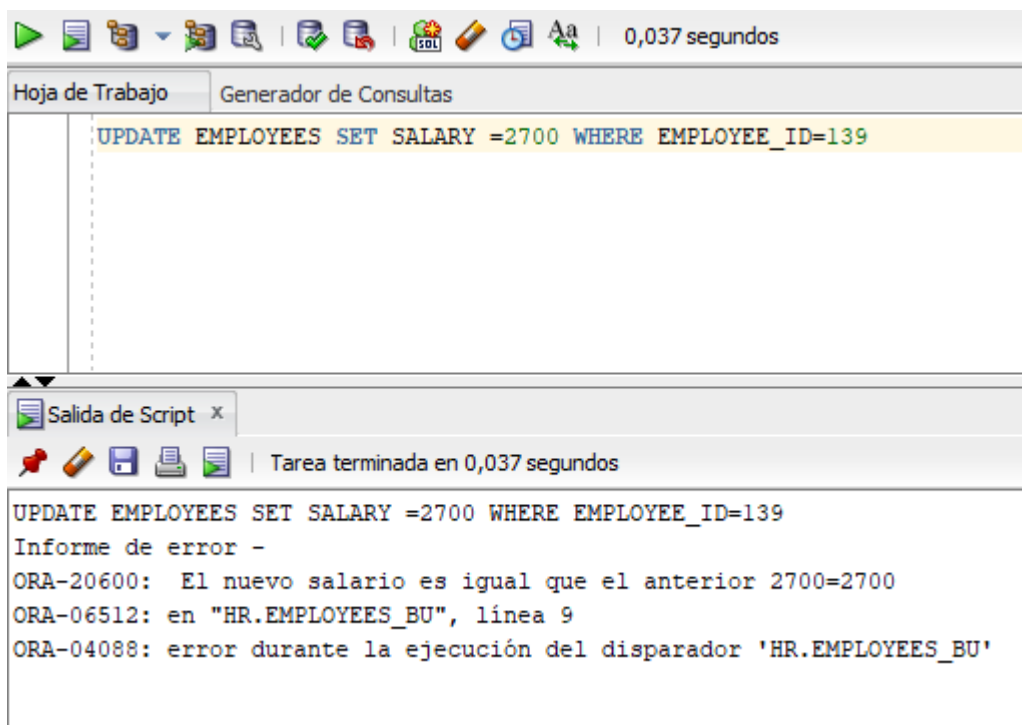 SQL Aa 0,037 segundos
Hoja de Trabajo Generador de Consultas
UPDATE EMPLOYEES SET SALARY =2700 WHERE EMPLOYEE_ID=139
Salida de Script x
Tarea terminada en 0,037 segundos
UPDATE EMPLOYEES SET SALARY =2700 WHERE EMPLOYEE_ID=139
Informe de error -
ORA-20600:  El nuevo salario es igual que el anterior 2700=2700
ORA-06512: en "HR.EMPLOYEES_BU", línea 9
ORA-04088: error durante la ejecución del disparador 'HR.EMPLOYEES_BU'